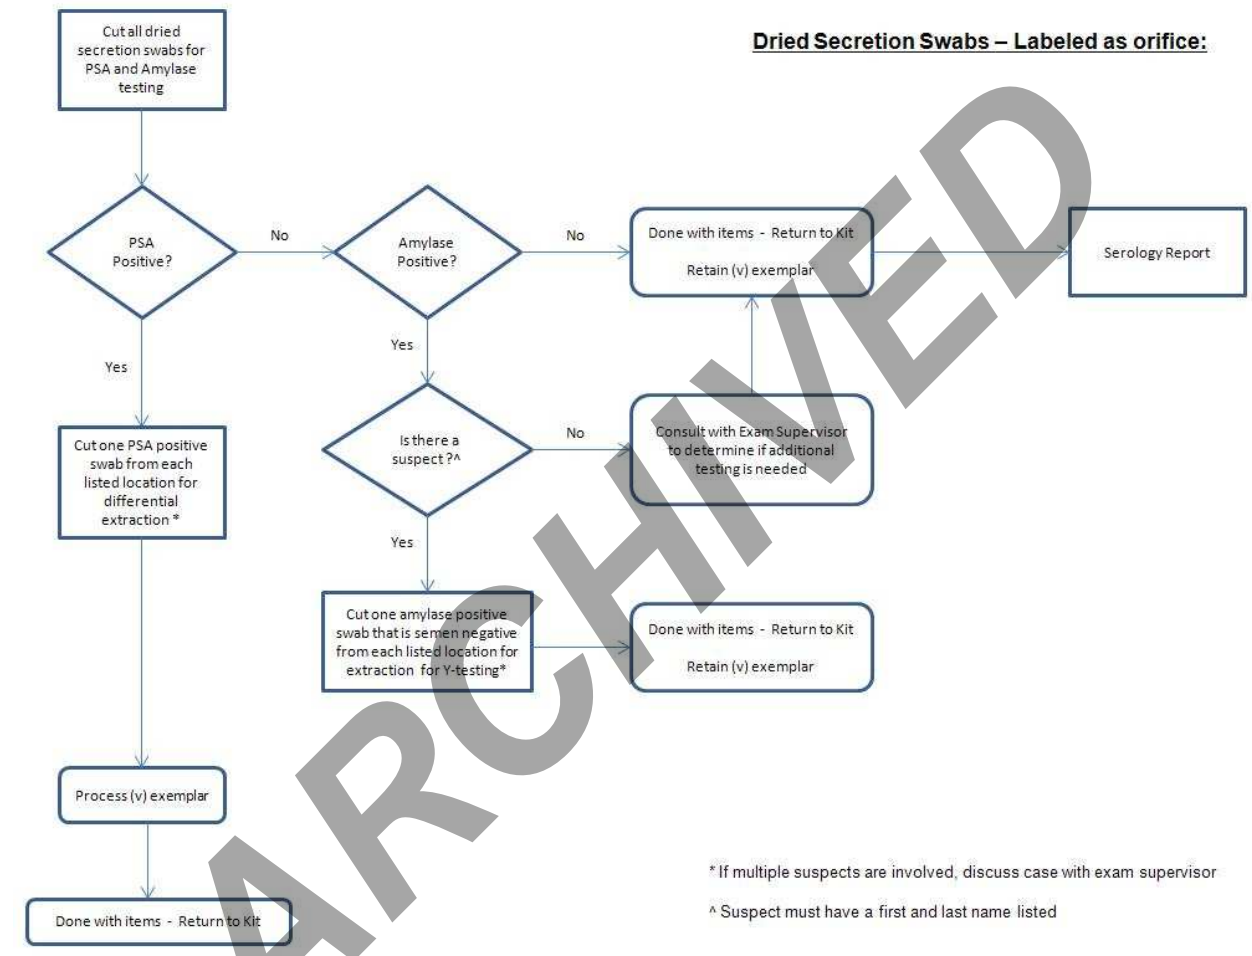 Dried Secretion Swabs – Labeled as orifice:
Cut all dried
secretion swabs for
PSA and Amylase
testing
PSA
Positive?
No
Amylase
Positive?
No
Done with items - Return to Kit
Retain (v) exemplar
Serology Report
Yes
Yes
Cut one PSA positive
swab from each
listed location for
differential
extraction *
Is there a
suspect ?^
No
Consult with Exam Supervisor
to determine if additional
testing is needed
Yes
Cut one amylase positive
swab that is semen negative
from each listed location for
extraction for Y-testing*
Done with items - Return to Kit
Retain (v) exemplar
Process (v) exemplar
Done with items - Return to Kit
* If multiple suspects are involved, discuss case with exam supervisor
^ Suspect must have a first and last name listed
ARCHIVED